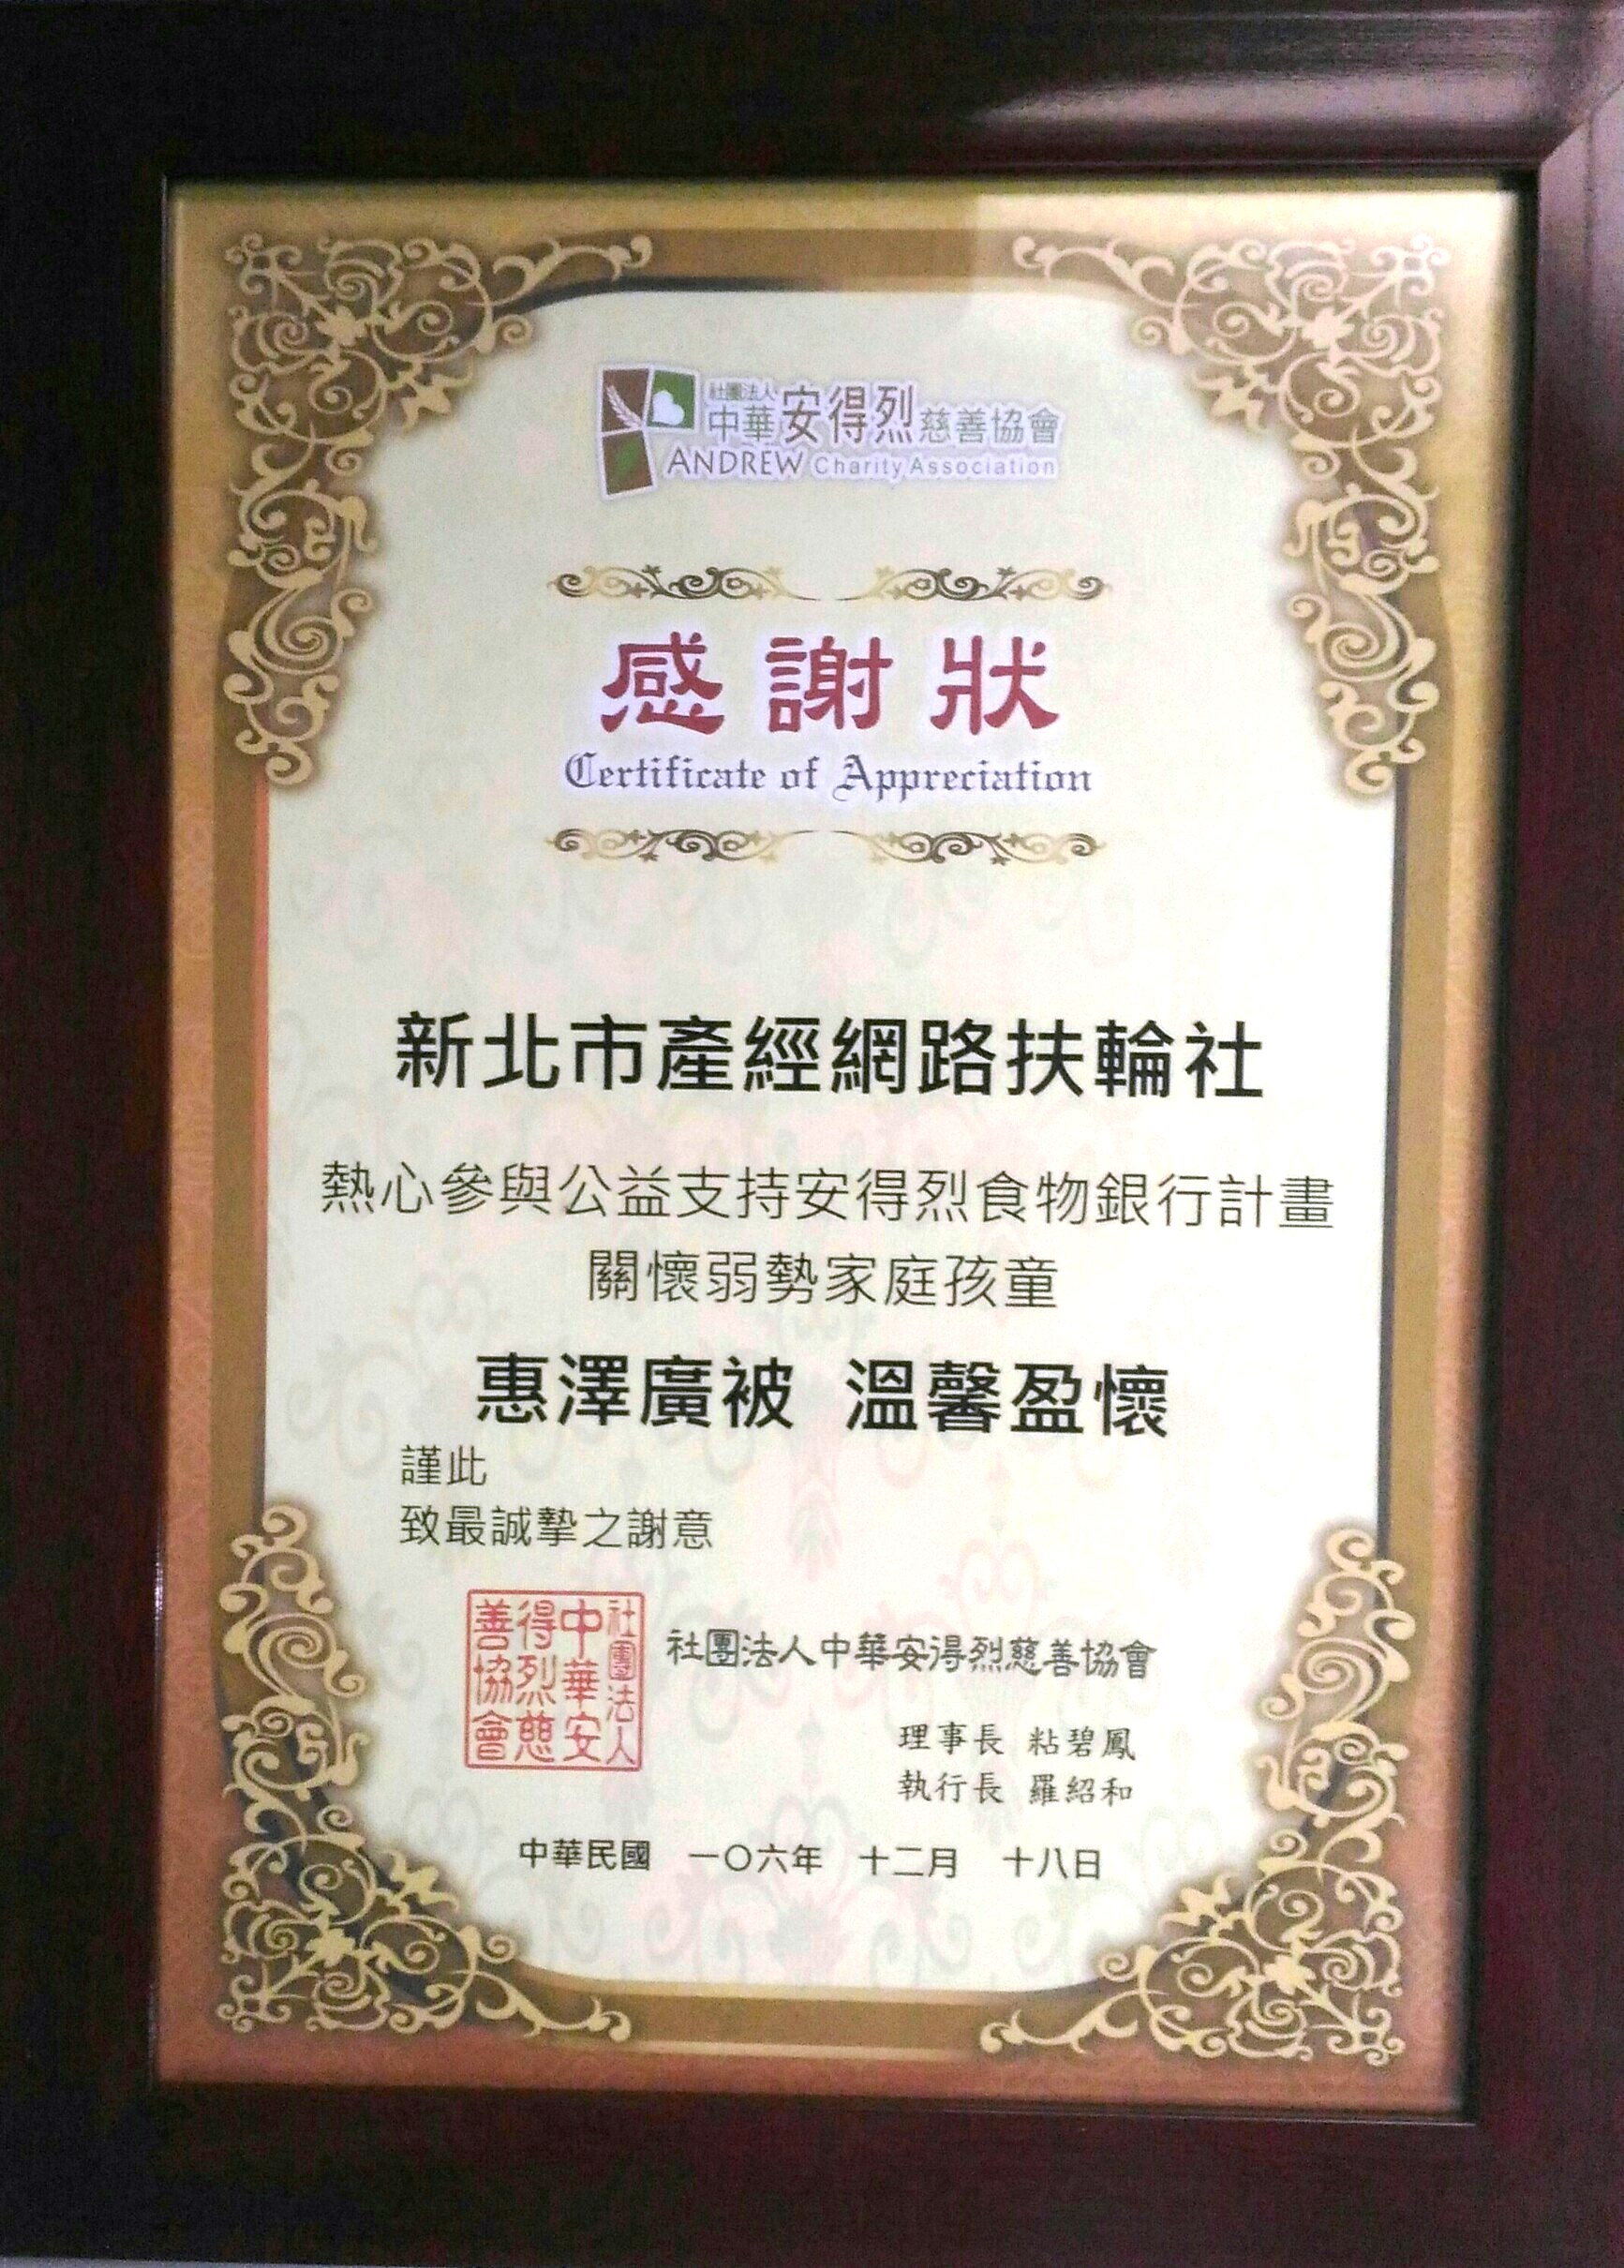 社團法人
中華安得烈慈善協會
ANDREW Charity Association
感謝狀
Certificate of Appreciation
新北市產經網路扶輪社
熱心參與公益支持安得烈食物銀行計畫
關懷弱勢家庭孩童
惠澤廣被 溫馨盈懷
謹此
致最誠摯之謝意
社團法人
中華安
得烈慈
善協會
社團法人中華安得烈慈善協會
理事長 粘碧鳳
執行長 羅紹和
中華民國 一〇六年 十二月 十八日